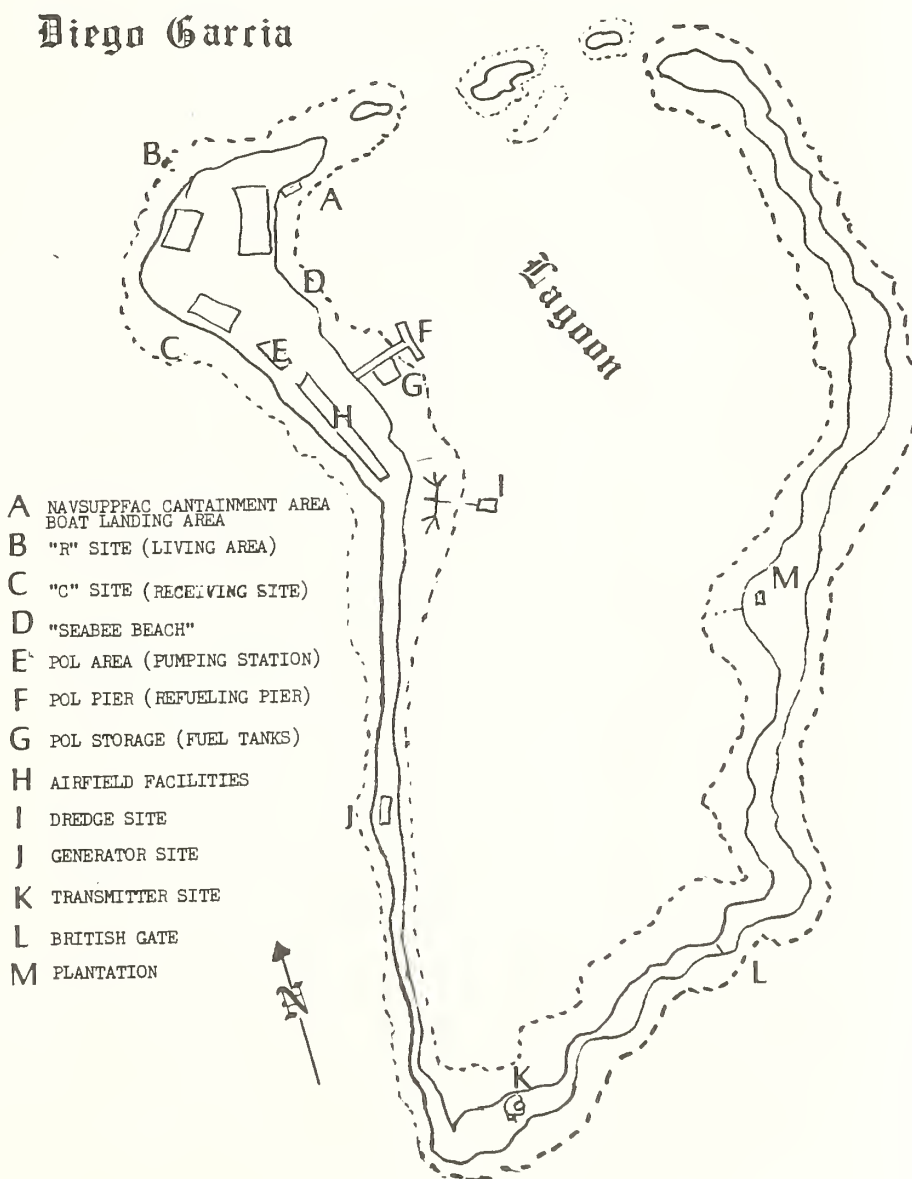 Diego Garcia
B
A
D
F
E
C
G
H
I
Lagoon
M
J
L
K
N
A NAVSUPPFAC CANTAINMENT AREA
BOAT LANDING AREA
B "R" SITE (LIVING AREA)
C "C" SITE (RECEIVING SITE)
D "SEABEE BEACH"
E POL AREA (PUMPING STATION)
F POL PIER (REFUELING PIER)
G POL STORAGE (FUEL TANKS)
H AIRFIELD FACILITIES
I DREDGE SITE
J GENERATOR SITE
K TRANSMITTER SITE
L BRITISH GATE
M PLANTATION